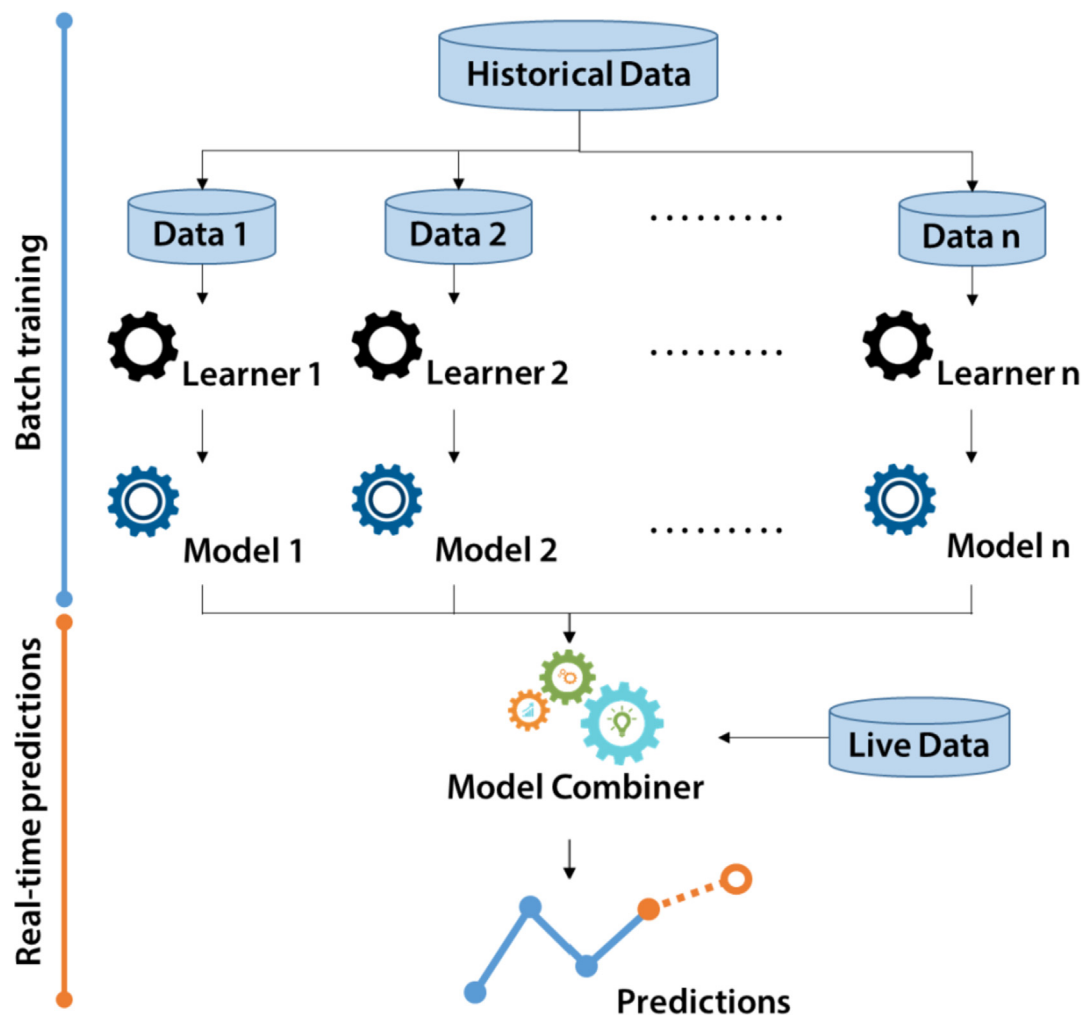 Historical Data
Data 1
Data 2
.........
Data n
Batch training
Learner 1
Learner 2
.........
Learner n
Model 1
Model 2
.........
Model n
Real-time predictions
Live Data
Model Combiner
Predictions